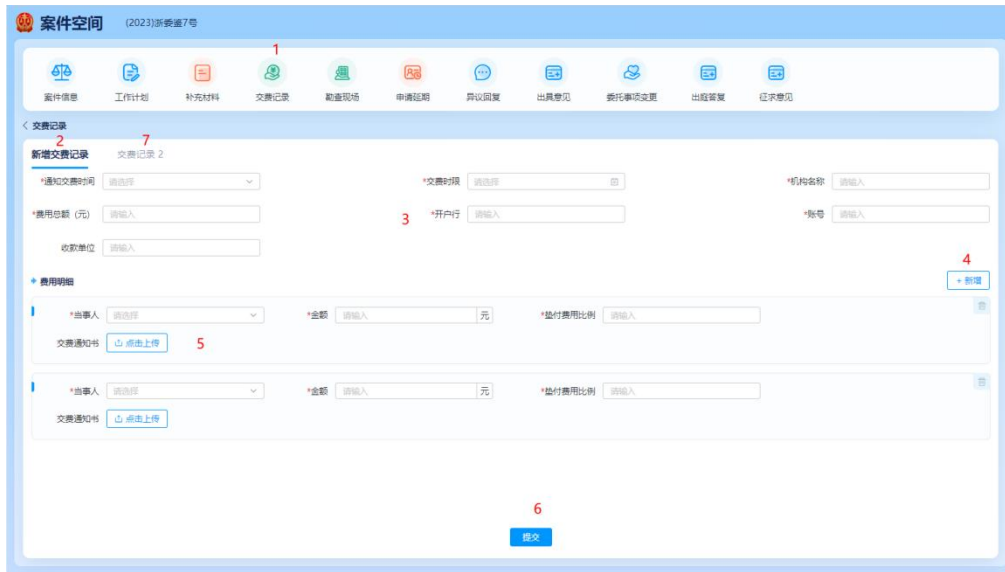 案件空间 (2023)浙委鉴7号
1
案件信息 工作计划 补充材料 交费记录 勘查现场 申请延期 异议回复 出具意见 委托事项变更 出庭答复 征求意见
< 交费记录
2 7
新增交费记录 交费记录 2
*通知交费时间 请选择 *交费时限 请选择 *机构名称 请输入
*费用总额（元） 请输入 3 *开户行 请输入 *账号 请输入
收款单位 请输入
4
费用明细 + 新增
*当事人 请选择 *金额 请输入 元 *垫付费用比例 请输入
交费通知书 点击上传 5
*当事人 请选择 *金额 请输入 元 *垫付费用比例 请输入
交费通知书 点击上传
6
提交